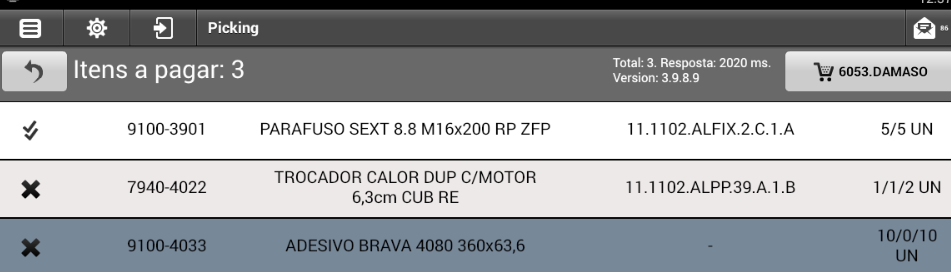 Picking
86
Itens a pagar: 3
Total: 3. Resposta: 2020 ms.
Version: 3.9.8.9
6053.DAMASO
9100-3901 PARAFUSO SEXT 8.8 M16x200 RP ZFP 11.1102.ALFIX.2.C.1.A 5/5 UN
7940-4022 TROCADOR CALOR DUP C/MOTOR
6,3cm CUB RE 11.1102.ALPP.39.A.1.B 1/1/2 UN
9100-4033 ADESIVO BRAVA 4080 360x63,6 - 10/0/10
UN